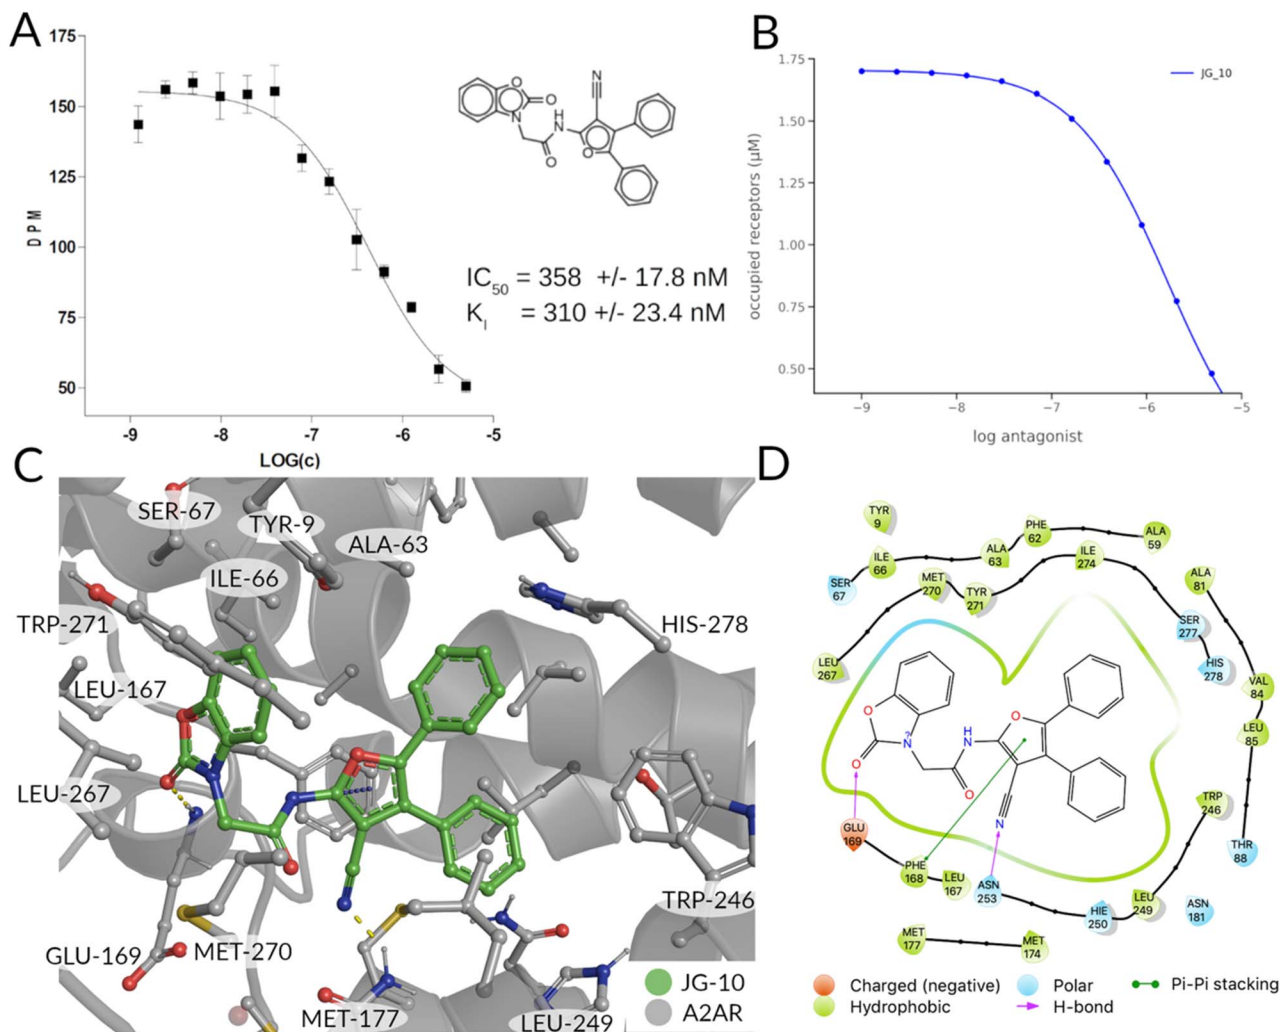 A
175
150
125
100
75
50
DPM
-9
-8
-7
-6
-5
LOG(c)
O
O
N
H
N
O
N
O
IC50 = 358 +/- 17.8 nM
KI = 310 +/- 23.4 nM
B
1.75
1.50
1.25
1.00
0.75
0.50
occupied receptors (μM)
−9
−8
−7
−6
−5
log antagonist
JG_10
C
SER-67
TYR-9
ALA-63
ILE-66
TRP-271
HIS-278
LEU-167
LEU-267
TRP-246
GLU-169
MET-270
MET-177
LEU-249
JG-10
A2AR
D
TYR 9
PHE 62
ALA 59
ILE 66
ALA 63
ILE 274
SER 67
MET 270
TYR 271
ALA 81
SER 277
HIS 278
LEU 267
VAL 84
LEU 85
O
O
N
?
NH
O
O
N
TRP 246
GLU 169
THR 88
PHE 168
LEU 167
ASN 253
HIE 250
LEU 249
ASN 181
MET 177
MET 174
Charged (negative)
Polar
Pi-Pi stacking
Hydrophobic
H-bond